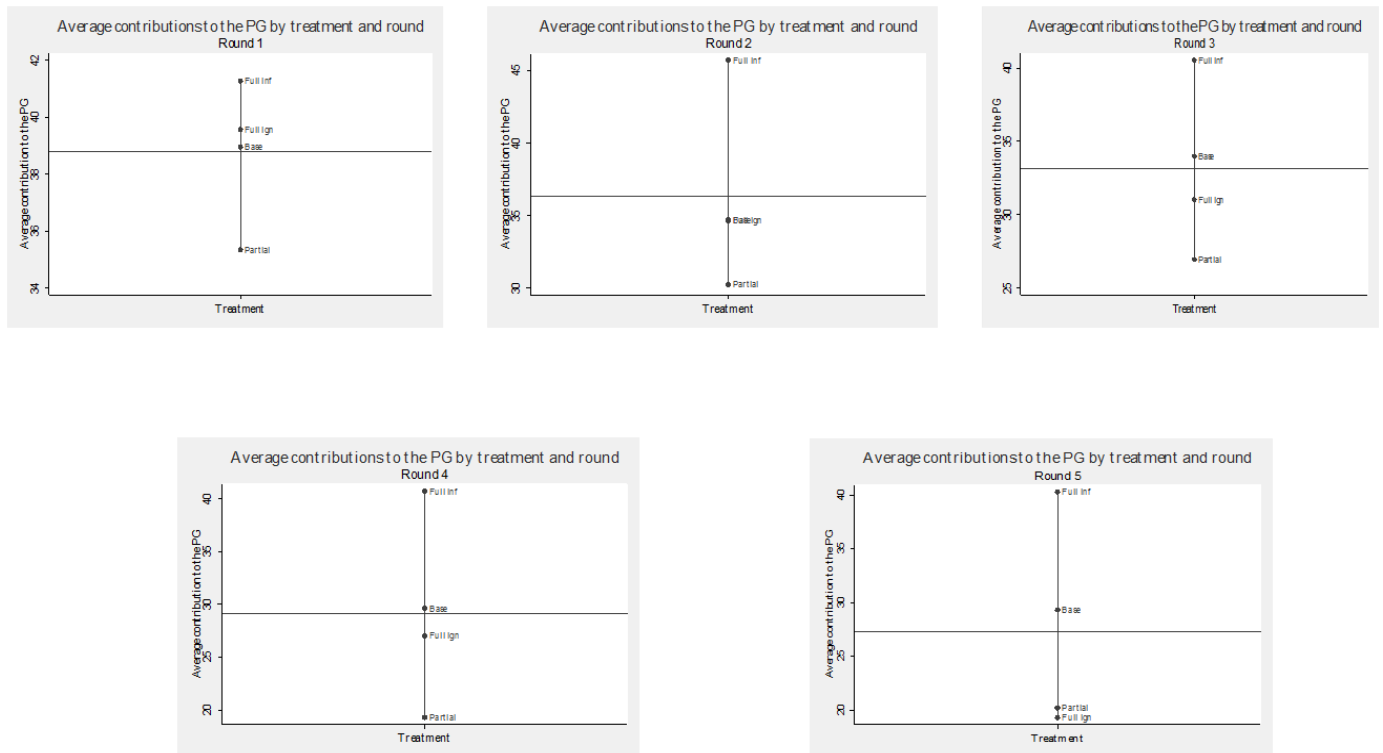 Average contributions to the PG by treatment and round
Round 1
Average contribution to the PG
42
40
38
36
34
Full Inf
Full Ign
Base
Partial
Treatment
Average contributions to the PG by treatment and round
Round 2
Average contribution to the PG
45
40
35
30
Full Inf
Base
Partial
Treatment
Average contributions to the PG by treatment and round
Round 3
Average contribution to the PG
40
35
30
25
Full Inf
Base
Full Ign
Partial
Treatment
Average contributions to the PG by treatment and round
Round 4
Average contribution to the PG
40
35
30
25
20
Full Inf
Base
Full Ign
Partial
Treatment
Average contributions to the PG by treatment and round
Round 5
Average contribution to the PG
40
35
30
25
20
Full Inf
Base
Partial
Full Ign
Treatment